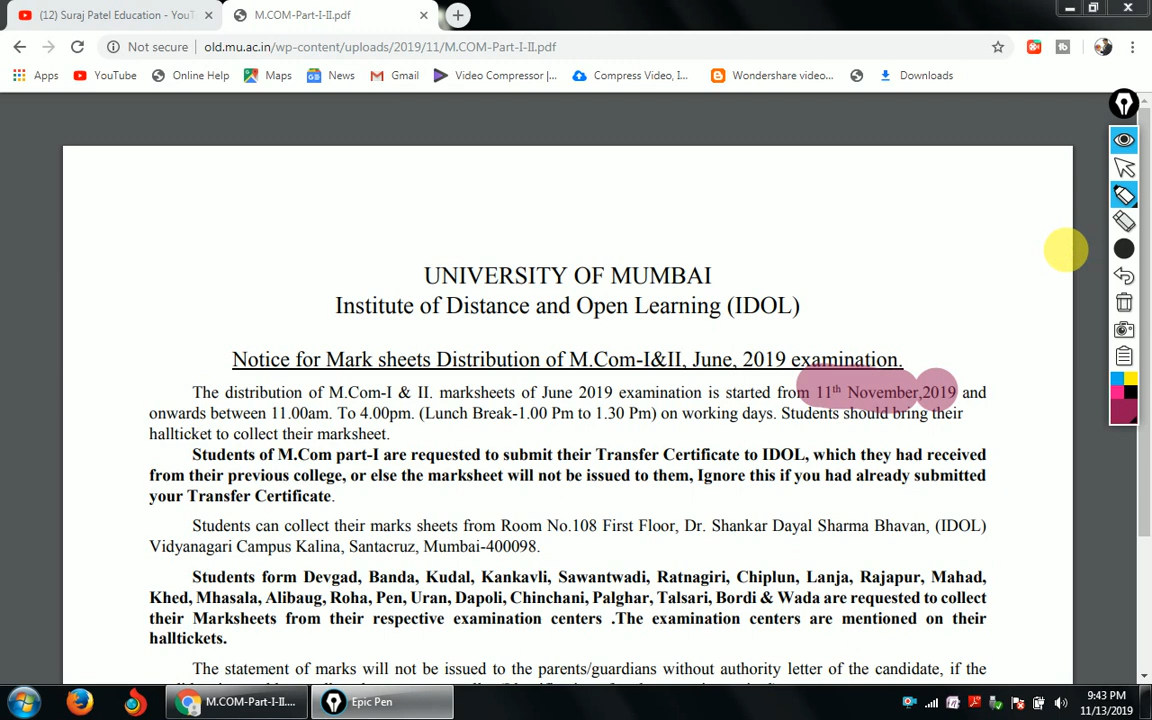 (12) Suraj Patel Education - YouT
M.COM-Part-I-II.pdf
Not secure
old.mu.ac.in/wp-content/uploads/2019/11/M.COM-Part-I-II.pdf
Apps YouTube Online Help Maps News Gmail Video Compressor |... Compress Video, I... Wondershare video... Downloads
UNIVERSITY OF MUMBAI
Institute of Distance and Open Learning (IDOL)
Notice for Mark sheets Distribution of M.Com-I&II, June, 2019 examination.
The distribution of M.Com-I & II. marksheets of June 2019 examination is started from 11th November,2019 and
onwards between 11.00am. To 4.00pm. (Lunch Break-1.00 Pm to 1.30 Pm) on working days. Students should bring their
hallticket to collect their marksheet.
Students of M.Com part-I are requested to submit their Transfer Certificate to IDOL, which they had received
from their previous college, or else the marksheet will not be issued to them, Ignore this if you had already submitted
your Transfer Certificate.
Students can collect their marks sheets from Room No.108 First Floor, Dr. Shankar Dayal Sharma Bhavan, (IDOL)
Vidyanagari Campus Kalina, Santacruz, Mumbai-400098.
Students form Devgad, Banda, Kudal, Kankavli, Sawantwadi, Ratnagiri, Chiplun, Lanja, Rajapur, Mahad,
Khed, Mhasala, Alibaug, Roha, Pen, Uran, Dapoli, Chinchani, Palghar, Talsari, Bordi & Wada are requested to collect
their Marksheets from their respective examination centers .The examination centers are mentioned on their
halltickets.
The statement of marks will not be issued to the parents/guardians without authority letter of the candidate, if the
M.COM-Part-I-II....
Epic Pen
9:43 PM
11/13/2019